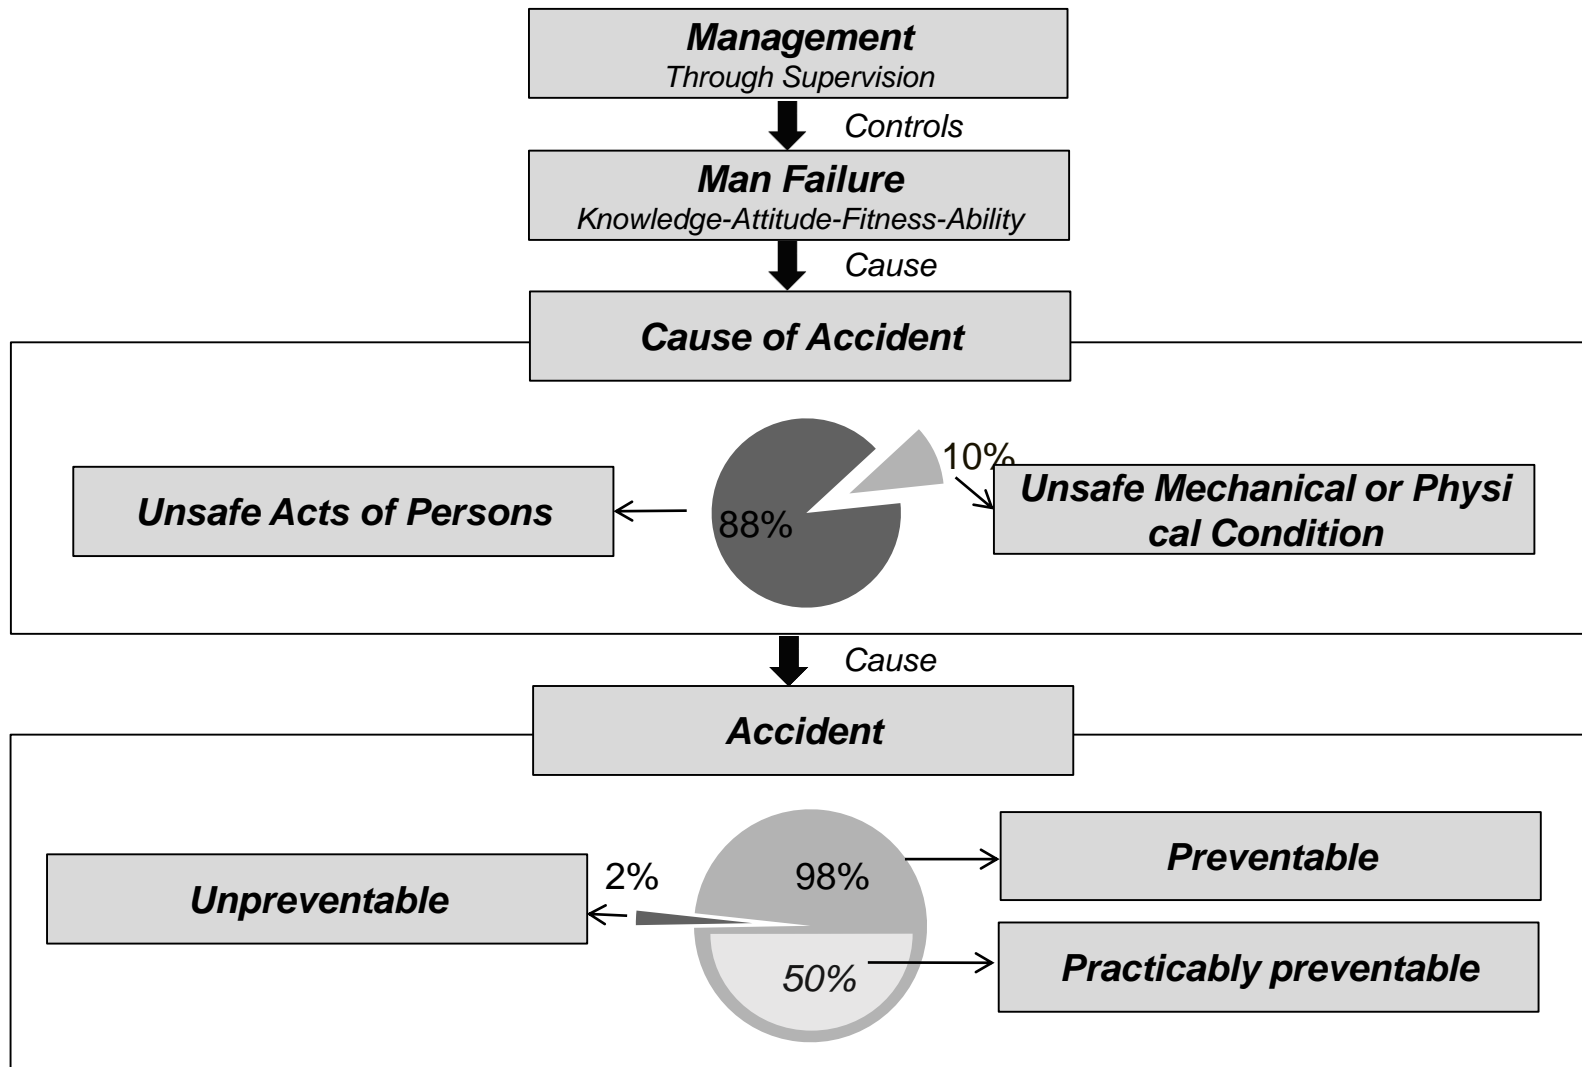 Management
Through Supervision
Controls
Man Failure
Knowledge-Attitude-Fitness-Ability
Cause
Cause of Accident
10%
Unsafe Acts of Persons
88%
Unsafe Mechanical or Physi
cal Condition
Cause
Accident
Unpreventable
2%
98%
Preventable
50%
Practicably preventable